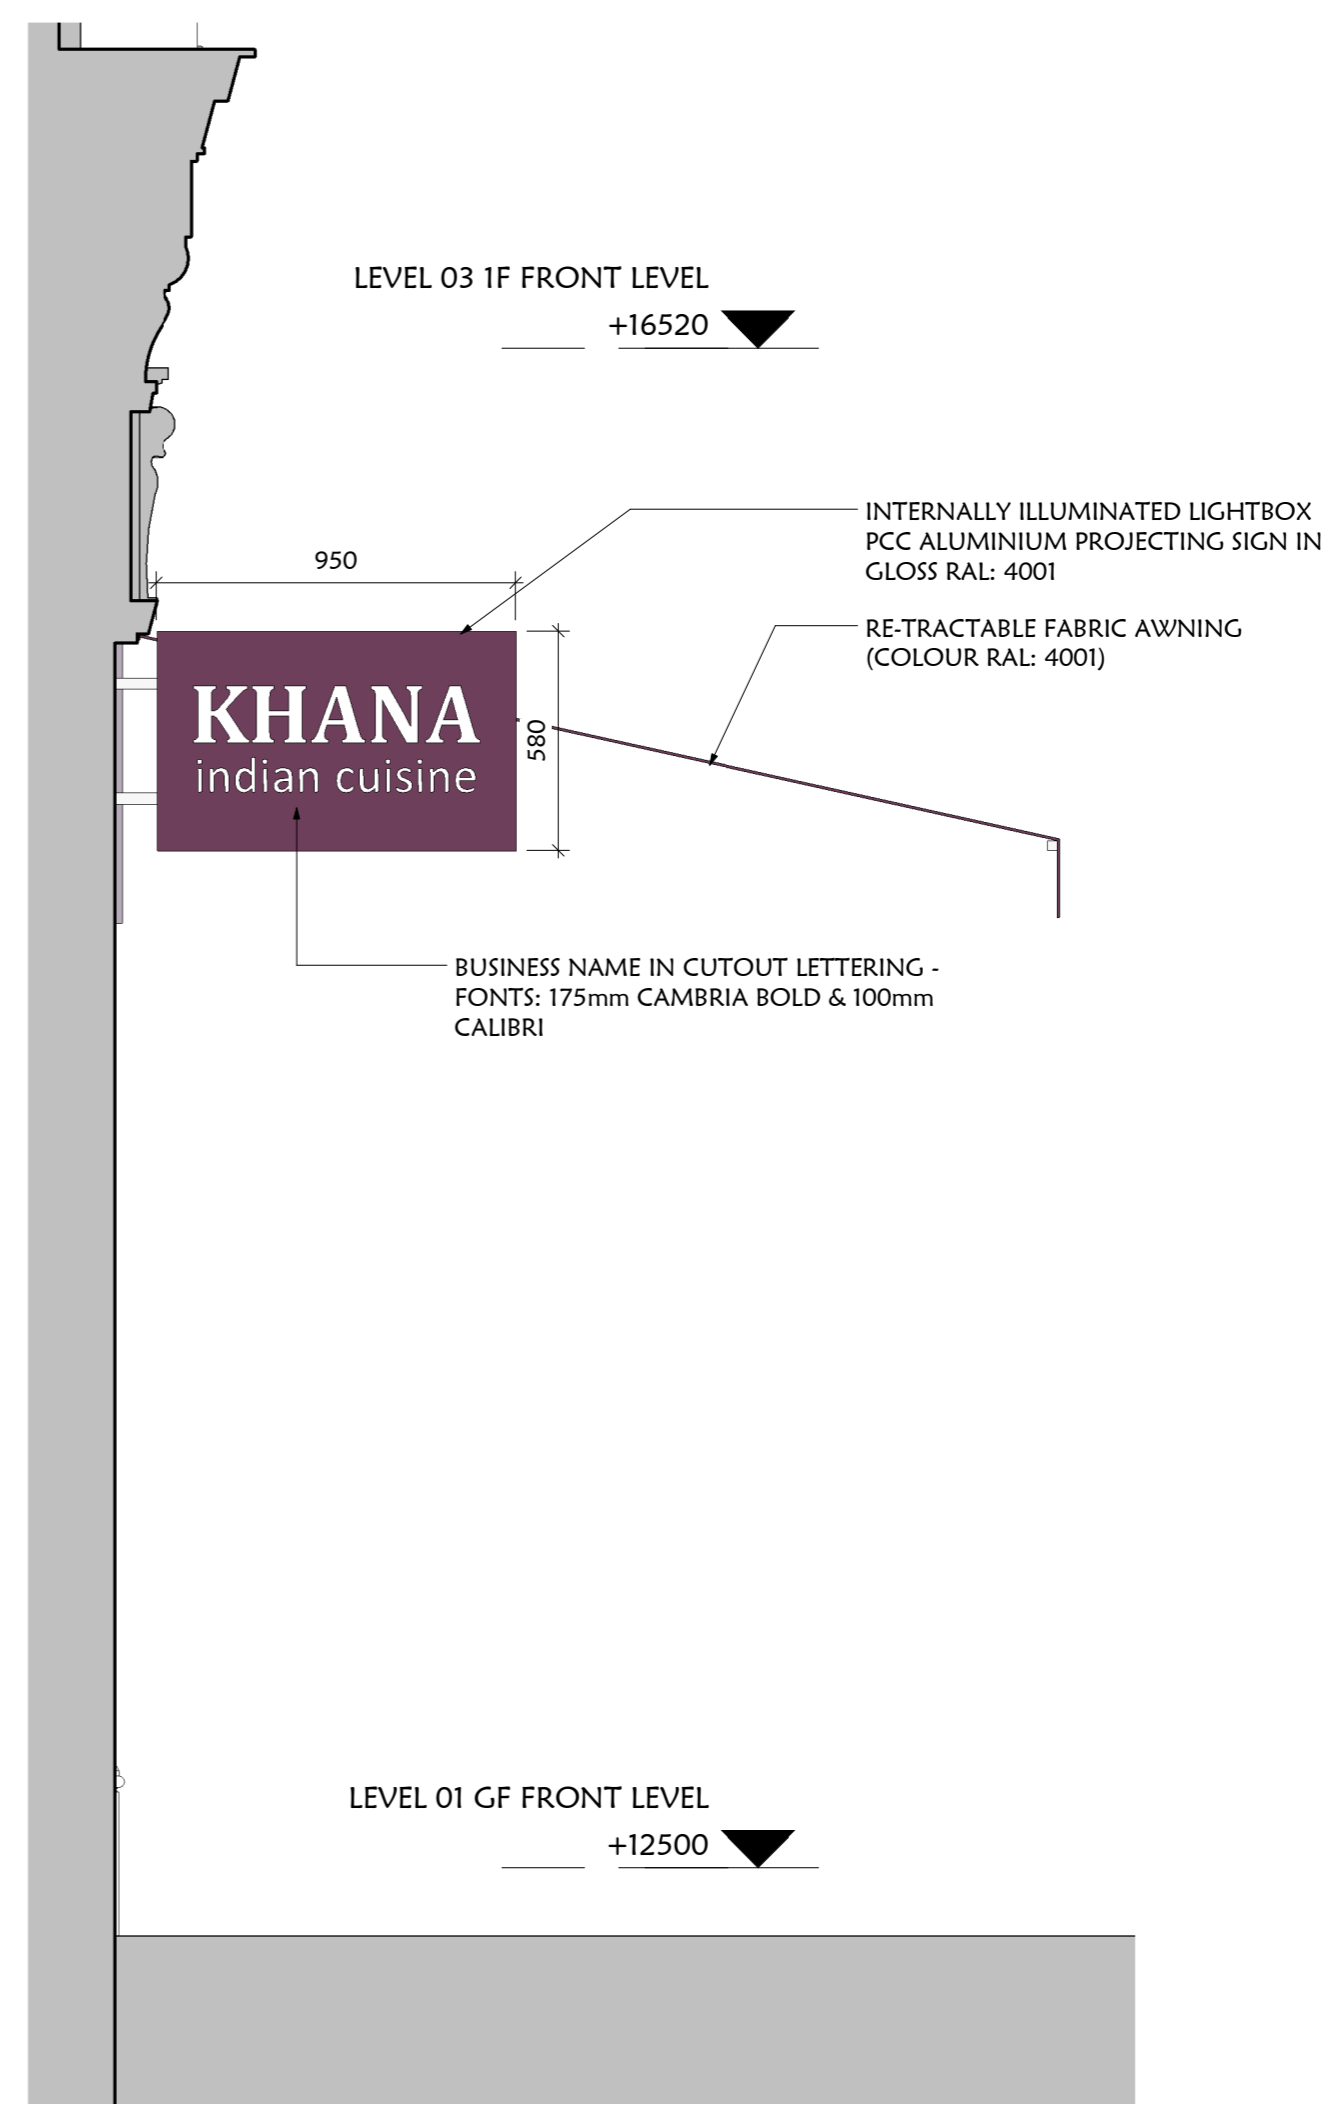 LEVEL 03 1F FRONT LEVEL
+16520
INTERNALLY ILLUMINATED LIGHTBOX
PCC ALUMINIUM PROJECTING SIGN IN
GLOSS RAL: 4001
950
RE-TRACTABLE FABRIC AWNING
(COLOUR RAL: 4001)
KHANA
indian cuisine
580
BUSINESS NAME IN CUTOUT LETTERING -
FONTS: 175mm CAMBRIA BOLD & 100mm
CALIBRI
LEVEL 01 GF FRONT LEVEL
+12500